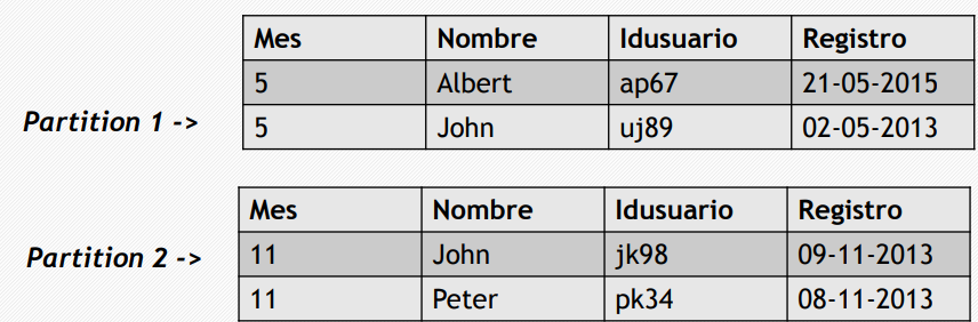 Mes Nombre Idusuario Registro
5 Albert ap67 21-05-2015
Partition 1 -> 5 John uj89 02-05-2013
Mes Nombre Idusuario Registro
Partition 2 -> 11 John jk98 09-11-2013
11 Peter pk34 08-11-2013